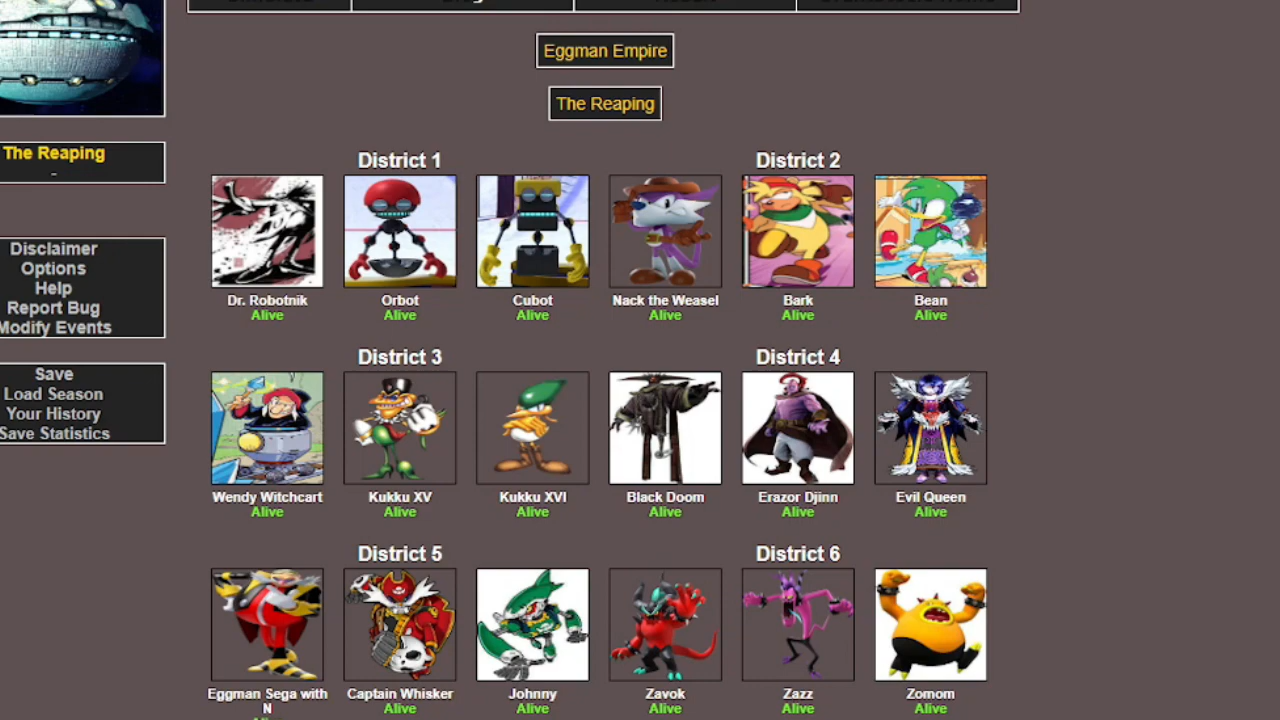 Eggman Empire
The Reaping
The Reaping
-
Disclaimer
Options
Help
Report Bug
Modify Events
Save
Load Season
Your History
Save Statistics
District 1
District 2
Dr. Robotnik
Orbot
Cubot
Nack the Weasel
Bark
Bean
Alive
Alive
Alive
Alive
Alive
Alive
District 3
District 4
Wendy Witchcart
Kukku XV
Kukku XVI
Black Doom
Erazor Djinn
Evil Queen
Alive
Alive
Alive
Alive
Alive
Alive
District 5
District 6
Eggman Sega with
N
Captain Whisker
Johnny
Zavok
Zazz
Zomom
Alive
Alive
Alive
Alive
Alive
Alive